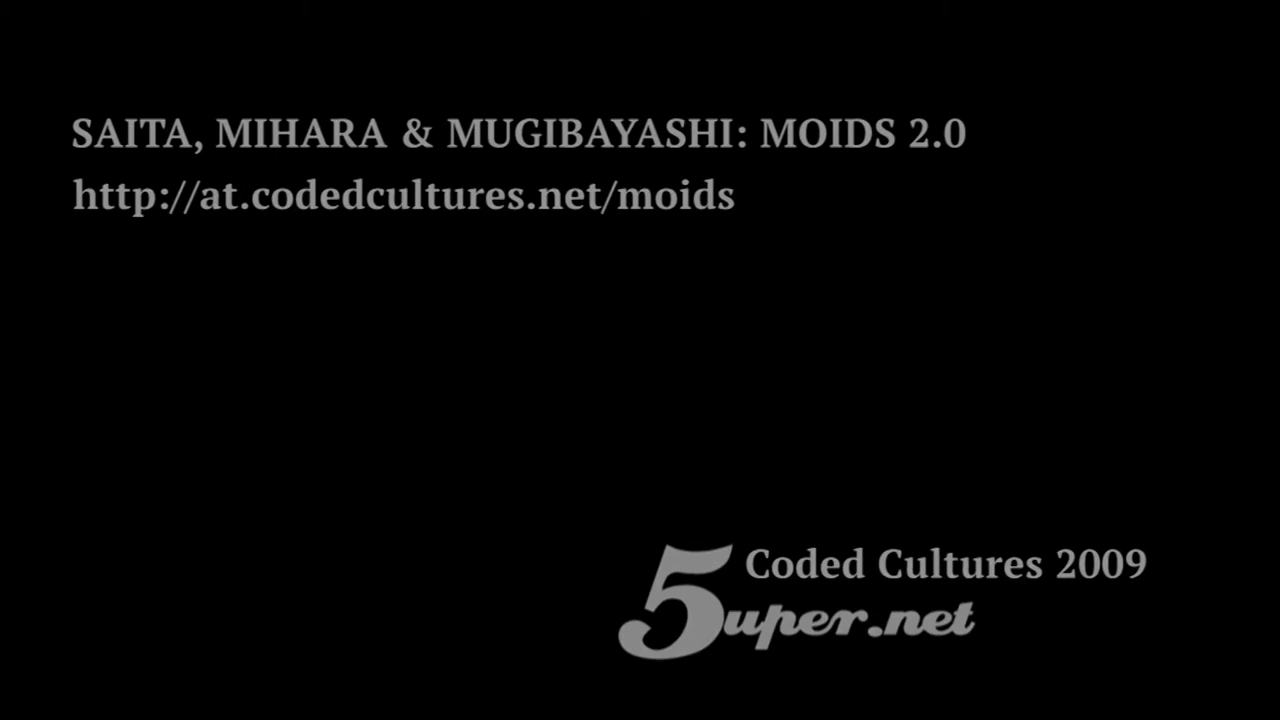 SAITA, MIHARA & MUGIBAYASHI: MOIDS 2.0
http://at.codedcultures.net/moids
Coded Cultures 2009
5uper.net